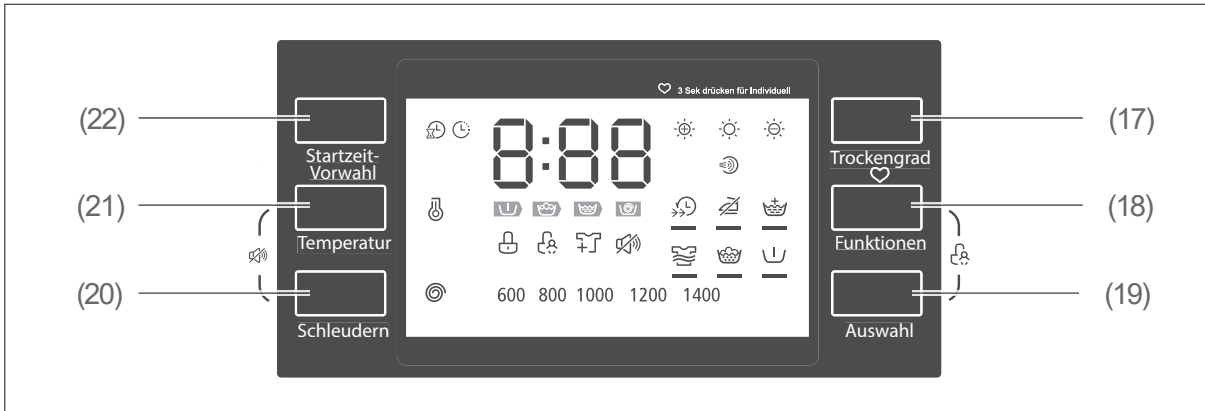 3 Sek drücken für Individuell
(22)
8:88
(17)
Startzeit-
Vorwahl
Trockengrad
(21)
(18)
Temperatur
Funktionen
(20)
600 800 1000 1200 1400
(19)
Schleudern
Auswahl